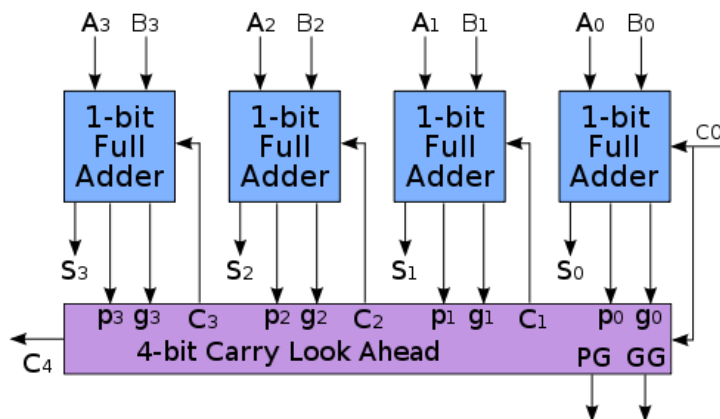 A3 B3 A2 B2 A1 B1 A0 B0
1-bit Full Adder
1-bit Full Adder
1-bit Full Adder
1-bit Full Adder
C0
S3 S2 S1 S0
p3 g3 C3 p2 g2 C2 p1 g1 C1 p0 g0
4-bit Carry Look Ahead
PG GG
C4